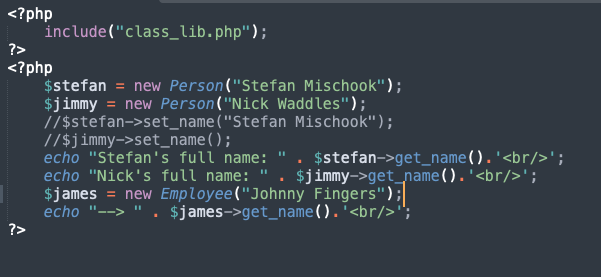 <?php
include("class_lib.php");
?>
<?php
$stefan = new Person("Stefan Mischook");
$jimmy = new Person("Nick Waddles");
//$stefan->set_name("Stefan Mischook");
//$jimmy->set_name();
echo "Stefan's full name: " . $stefan->get_name().'<br/>';
echo "Nick's full name: " . $jimmy->get_name().'<br/>';
$james = new Employee("Johnny Fingers");
echo "--> " . $james->get_name().'<br/>';
?>